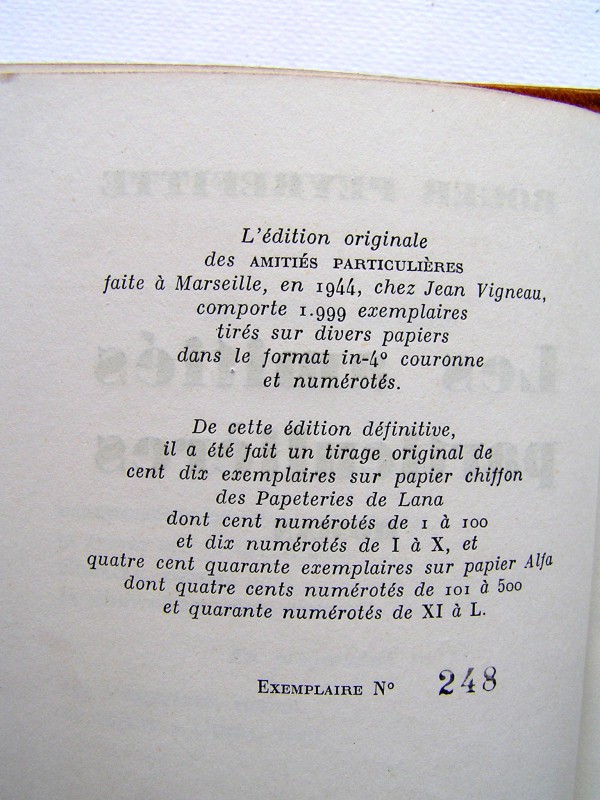 L'édition originale
des AMITIÉS PARTICULIÈRES
faite à Marseille, en 1944, chez Jean Vigneau,
comporte 1.999 exemplaires
tirés sur divers papiers
dans le format in-4º couronne
et numérotés.
De cette édition définitive,
il a été fait un tirage original de
cent dix exemplaires sur papier chiffon
des Papeteries de Lana
dont cent numérotés de 1 à 100
et dix numérotés de I à X, et
quatre cent quarante exemplaires sur papier Alfa
dont quatre cents numérotés de 101 à 500
et quarante numérotés de XI à L.
EXEMPLAIRE Nº 248